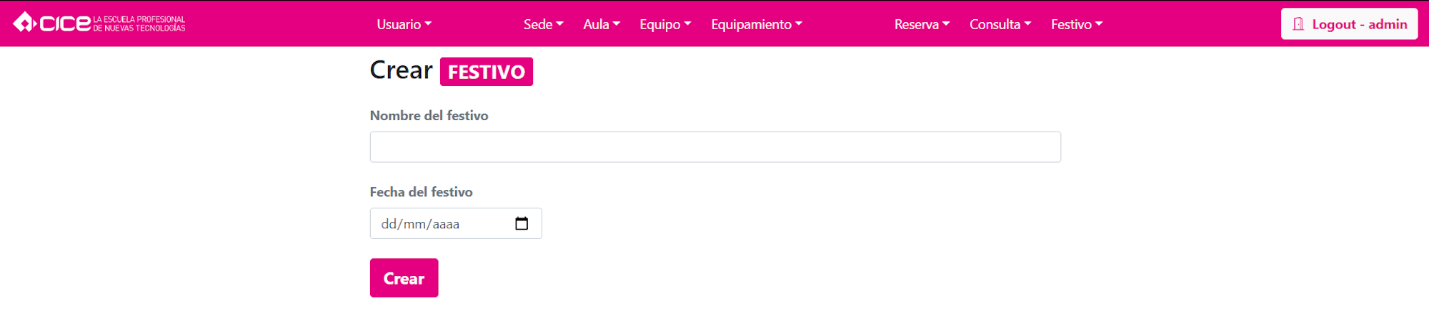 CICE LA ESCUELA PROFESIONAL
DE NUEVAS TECNOLOGÍAS
Usuario Sede Aula Equipo Equipamiento Reserva Consulta Festivo Logout - admin
Crear FESTIVO
Nombre del festivo
Fecha del festivo
dd/mm/aaaa
Crear